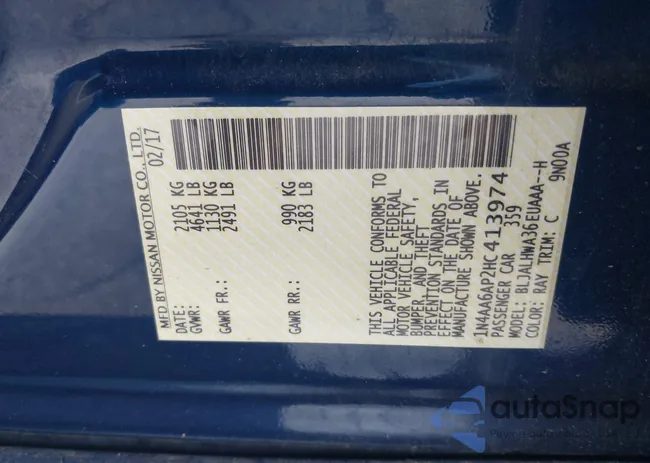 MFD BY NISSAN MOTOR CO., LTD.
DATE: 02/17
GVWR: 2105 KG
4641 LB
GAWR FR: 1130 KG
2491 LB
GAWR RR: 990 KG
2183 LB
THIS VEHICLE CONFORMS TO
ALL APPLICABLE FEDERAL
MOTOR VEHICLE SAFETY,
BUMPER, AND THEFT
PREVENTION STANDARDS IN
EFFECT ON THE DATE OF
MANUFACTURE SHOWN ABOVE.
1N4AA6AP2HC413974
PASSENGER CAR 359
MODEL: BLJALHWA36EUAAA--H
COLOR: RAY TRIM: C 9N00A
autaSnap